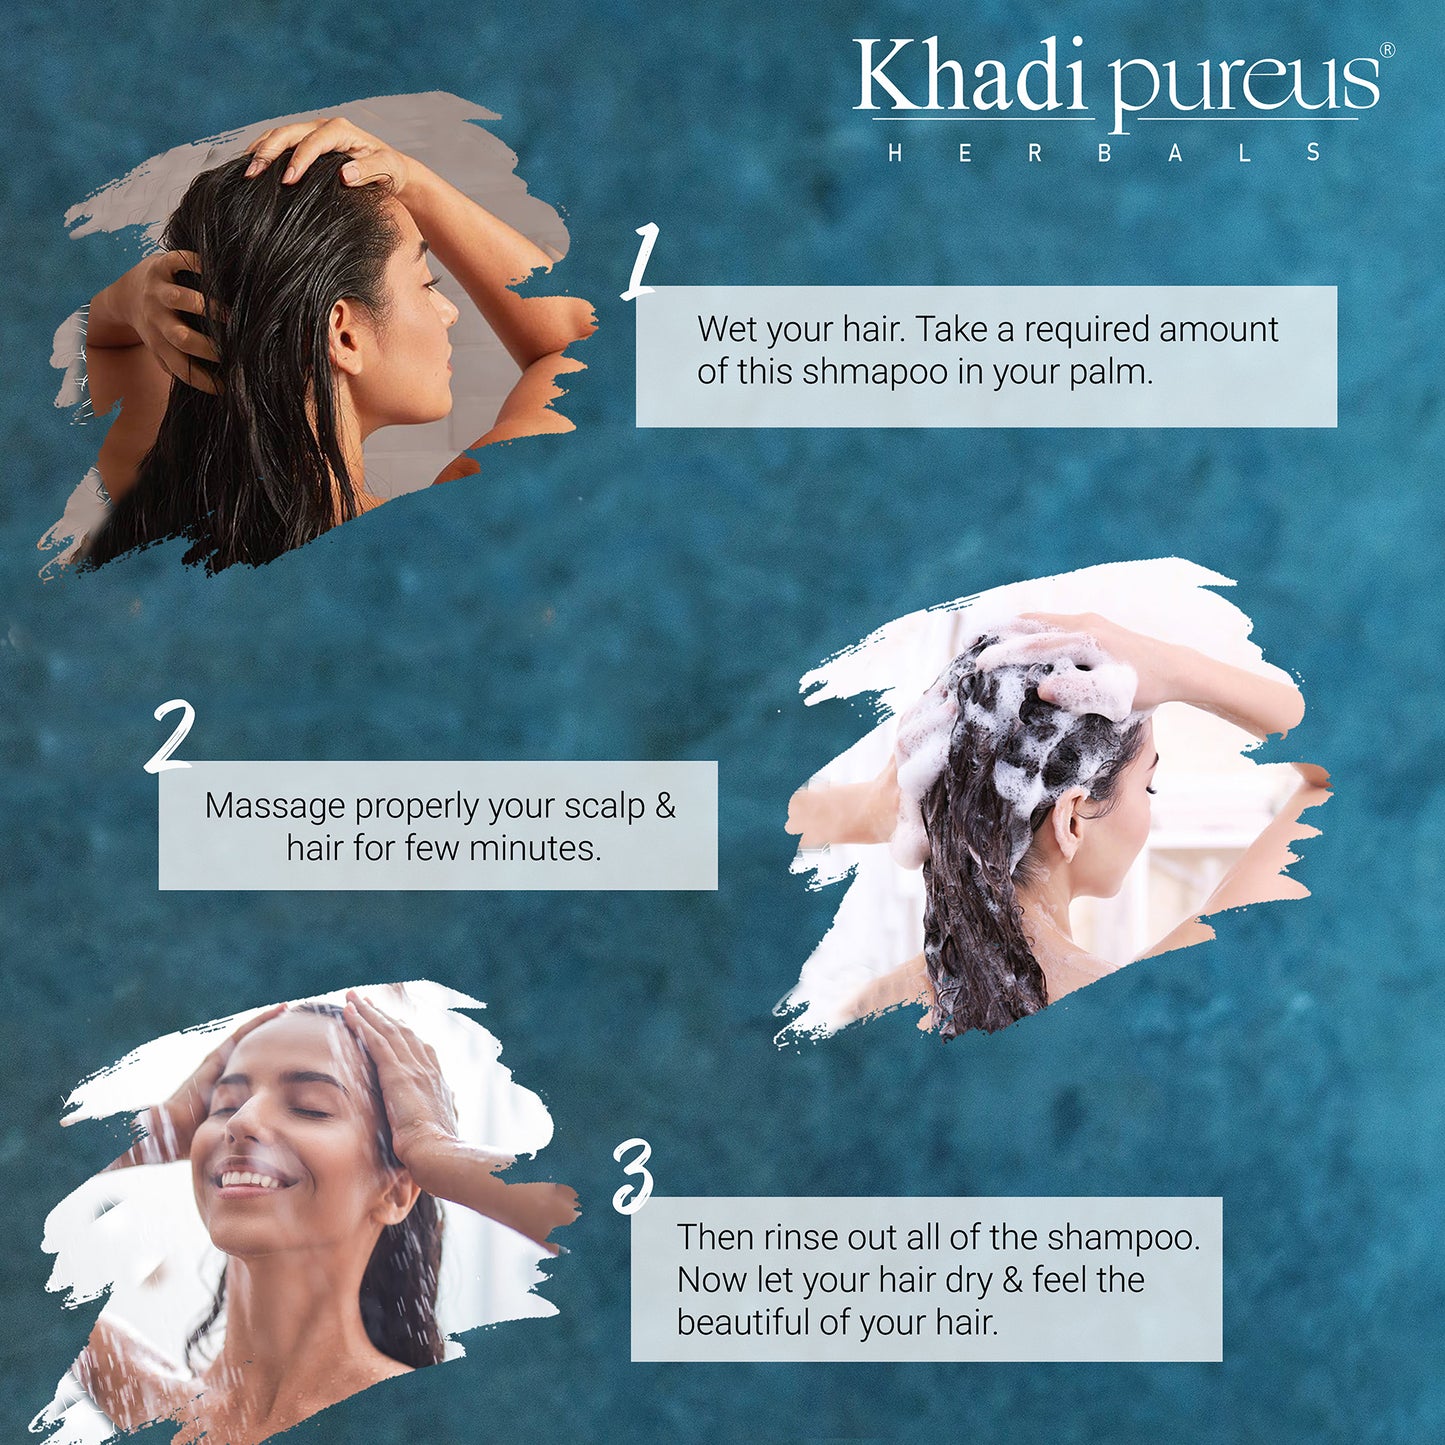 Khadi pureus®
HERBALS
1
Wet your hair. Take a required amount
of this shmapoo in your palm.
2
Massage properly your scalp &
hair for few minutes.
3
Then rinse out all of the shampoo.
Now let your hair dry & feel the
beautiful of your hair.